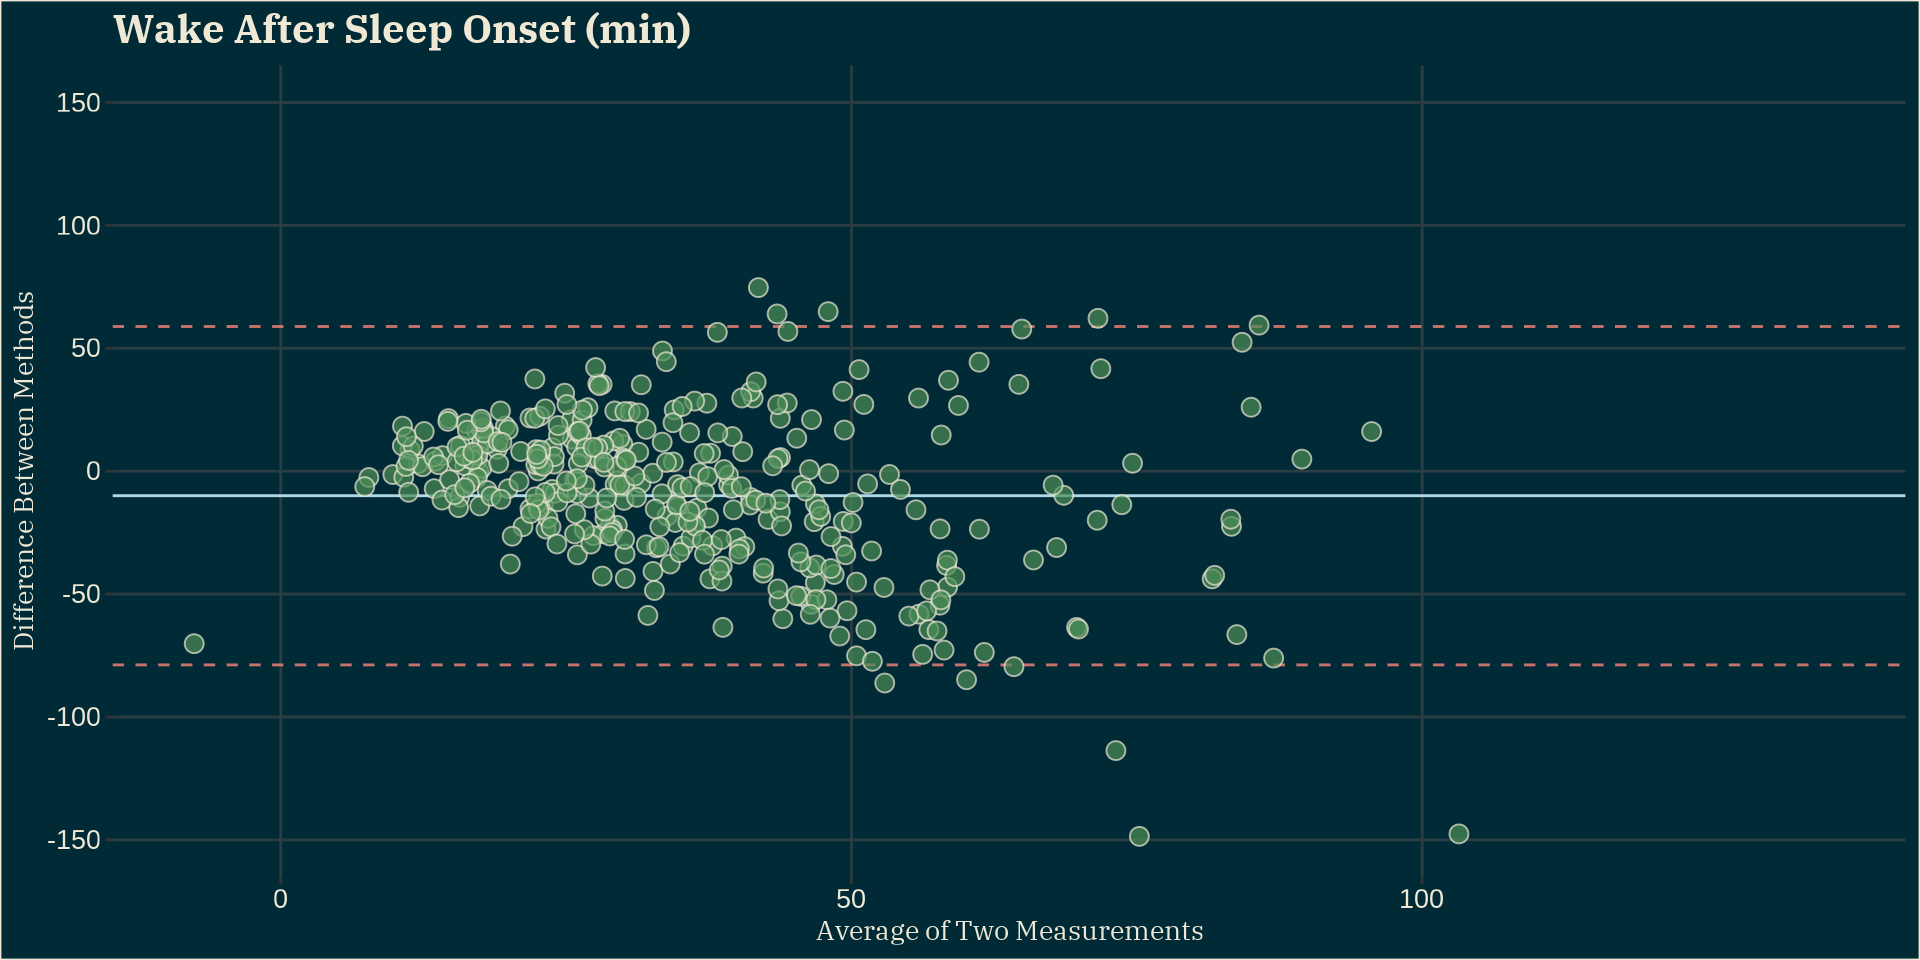 Wake After Sleep Onset (min)
150
100
50
0
-50
-100
-150
Difference Between Methods
0 50 100
Average of Two Measurements